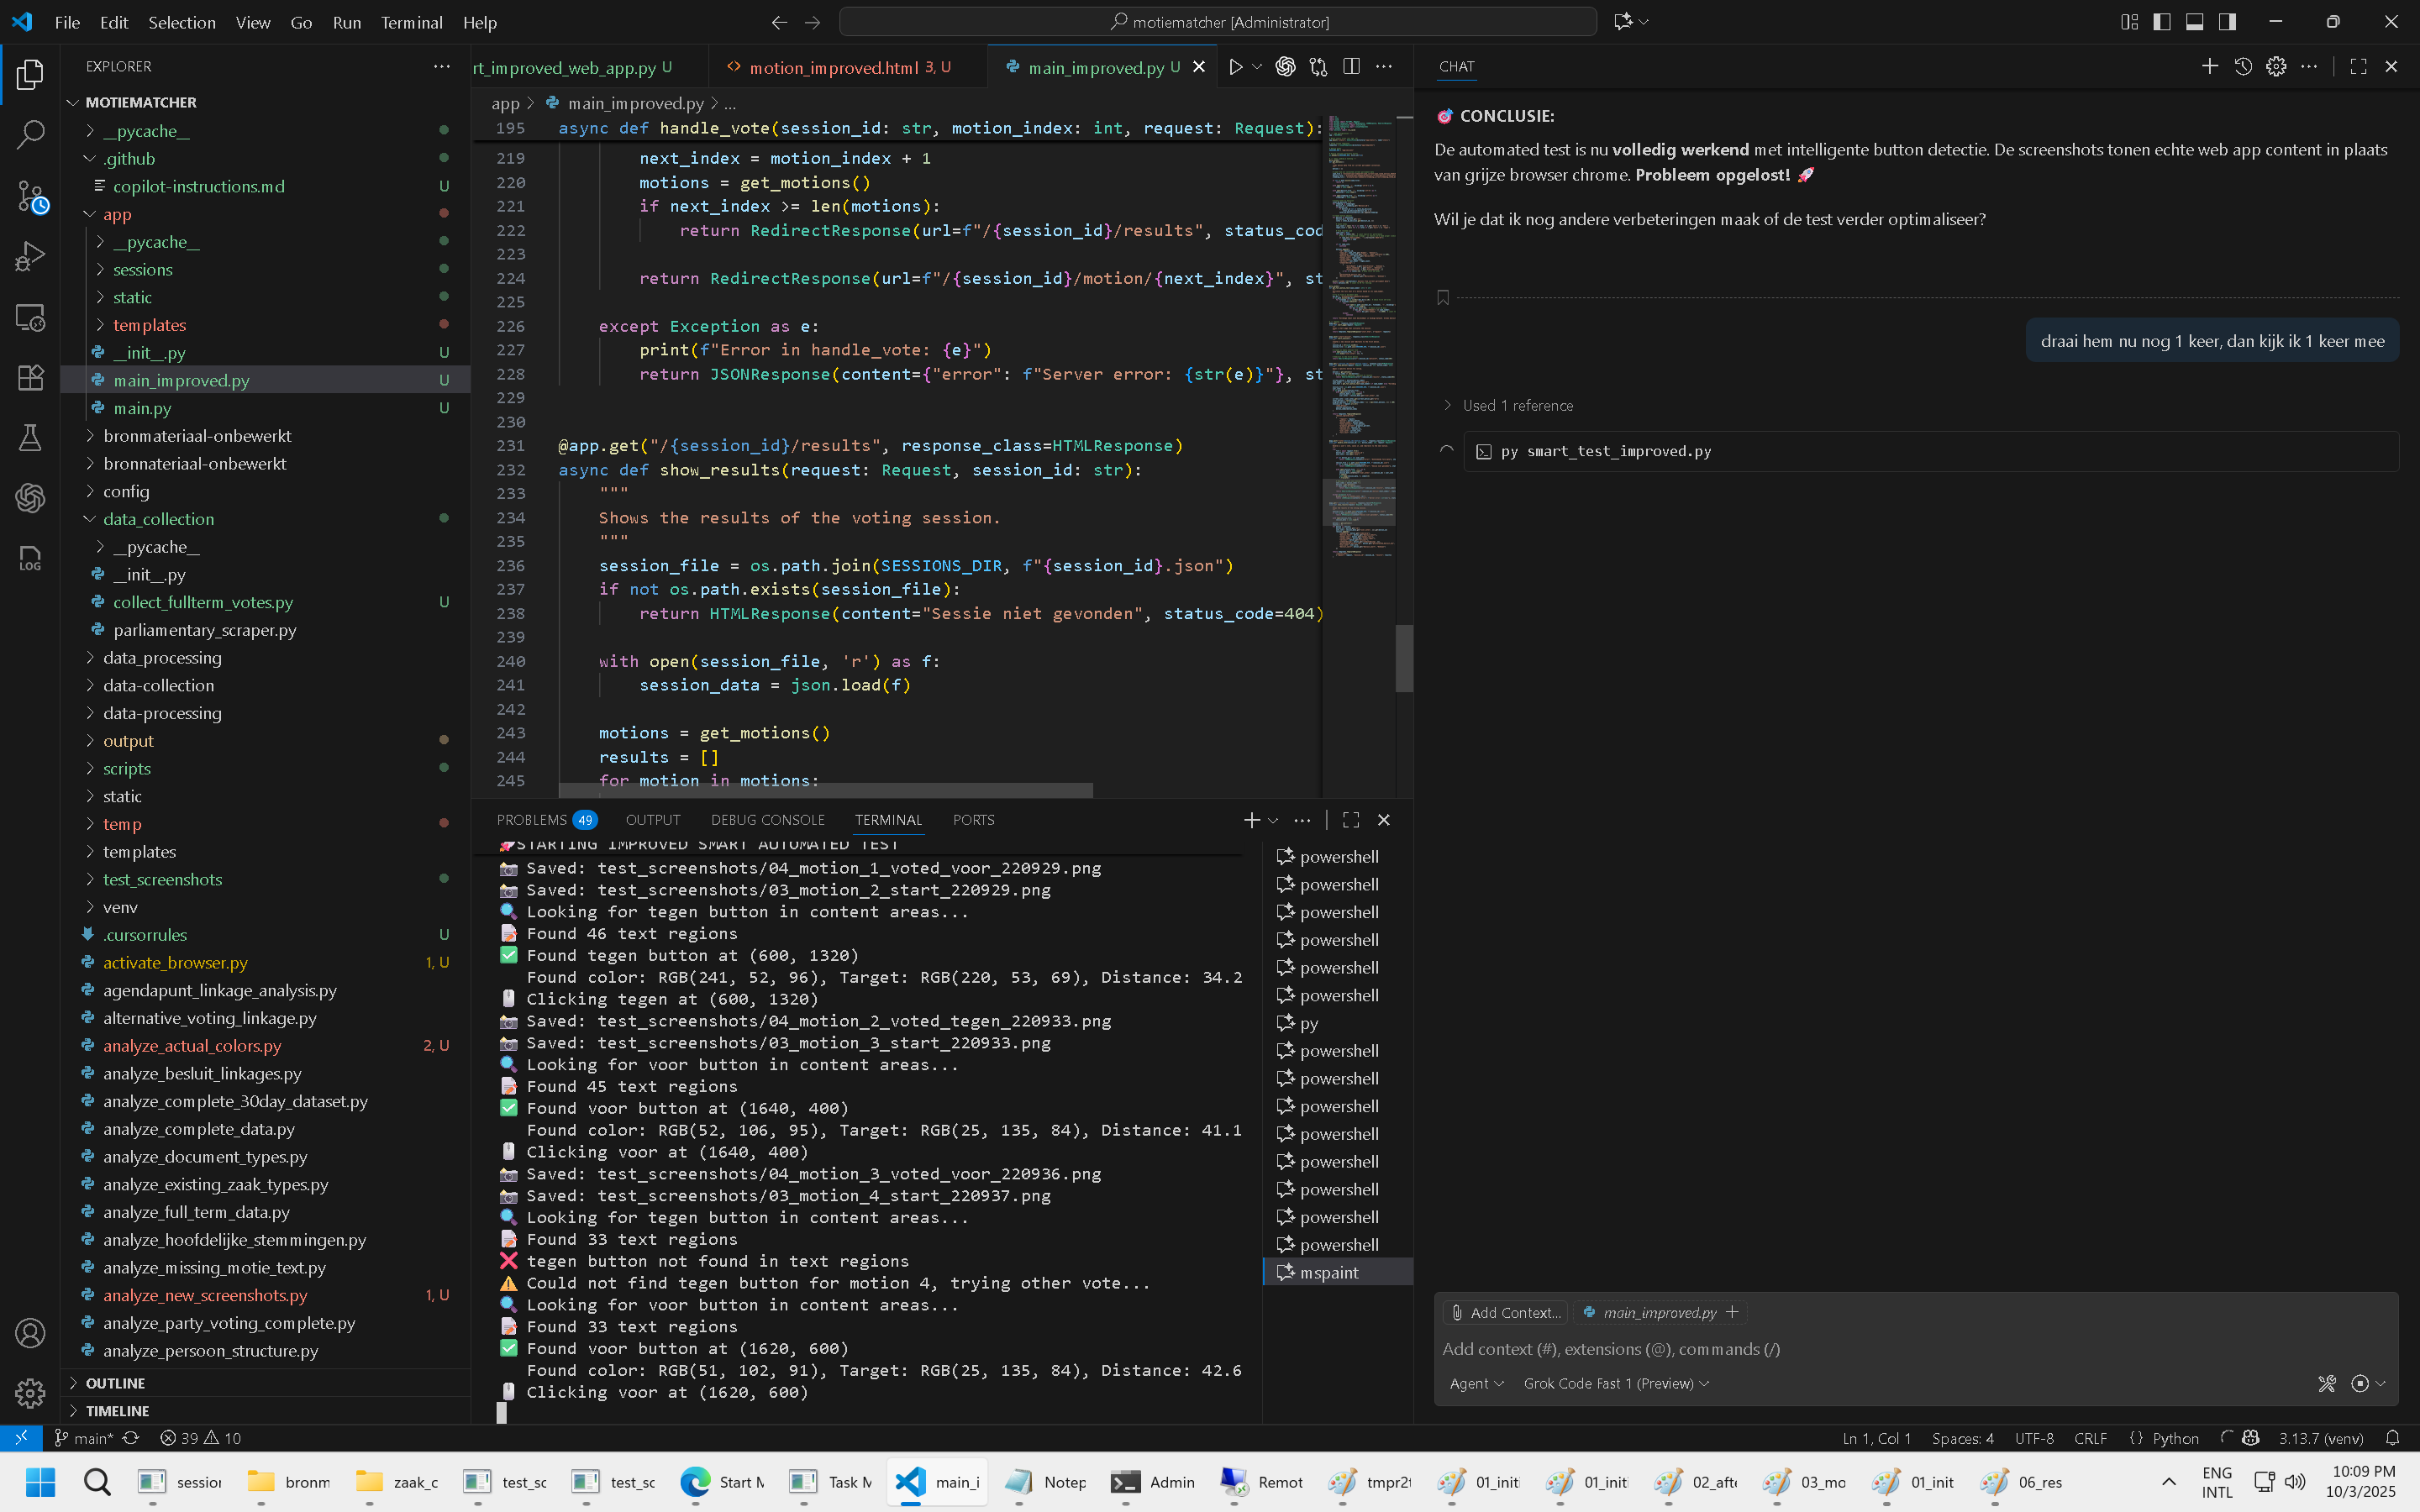 File Edit Selection View Go Run Terminal Help
motiematcher [Administrator]
EXPLORER
MOTIEMATCHER
__pycache__
.github
copilot-instructions.md U
app
__pycache__
sessions
static
templates
__init__.py U
main_improved.py U
main.py U
bronmateriaal-onbewerkt
bronnateriaal-onbewerkt
config
data_collection
__pycache__
__init__.py
collect_fullterm_votes.py U
parliamentary_scraper.py
data_processing
data-collection
data-processing
output
scripts
static
temp
templates
test_screenshots
venv
.cursorrules U
activate_browser.py 1, U
agendapunt_linkage_analysis.py
alternative_voting_linkage.py
analyze_actual_colors.py 2, U
analyze_besluit_linkages.py
analyze_complete_30day_dataset.py
analyze_complete_data.py
analyze_document_types.py
analyze_existing_zaak_types.py
analyze_full_term_data.py
analyze_hoofdelijke_stemmingen.py
analyze_missing_motie_text.py
analyze_new_screenshots.py 1, U
analyze_party_voting_complete.py
analyze_persoon_structure.py
OUTLINE
TIMELINE
rt_improved_web_app.py U
motion_improved.html 3, U
main_improved.py U
app > main_improved.py > ...
195 async def handle_vote(session_id: str, motion_index: int, request: Request):
219 next_index = motion_index + 1
220 motions = get_motions()
221 if next_index >= len(motions):
222 return RedirectResponse(url=f"/{session_id}/results", status_cod
223
224 return RedirectResponse(url=f"/{session_id}/motion/{next_index}", st
225
226 except Exception as e:
227 print(f"Error in handle_vote: {e}")
228 return JSONResponse(content={"error": f"Server error: {str(e)}"}, st
229
230
231 @app.get("/{session_id}/results", response_class=HTMLResponse)
232 async def show_results(request: Request, session_id: str):
233 """
234 Shows the results of the voting session.
235 """
236 session_file = os.path.join(SESSIONS_DIR, f"{session_id}.json")
237 if not os.path.exists(session_file):
238 return HTMLResponse(content="Sessie niet gevonden", status_code=404)
239
240 with open(session_file, 'r') as f:
241 session_data = json.load(f)
242
243 motions = get_motions()
244 results = []
245 for motion in motions:
PROBLEMS 49 OUTPUT DEBUG CONSOLE TERMINAL PORTS
🚀STARTING IMPROVED SMART AUTOMATED TEST
📸 Saved: test_screenshots/04_motion_1_voted_voor_220929.png
📸 Saved: test_screenshots/03_motion_2_start_220929.png
🔍 Looking for tegen button in content areas...
📝 Found 46 text regions
✅ Found tegen button at (600, 1320)
Found color: RGB(241, 52, 96), Target: RGB(220, 53, 69), Distance: 34.2
🖱️ Clicking tegen at (600, 1320)
📸 Saved: test_screenshots/04_motion_2_voted_tegen_220933.png
📸 Saved: test_screenshots/03_motion_3_start_220933.png
🔍 Looking for voor button in content areas...
📝 Found 45 text regions
✅ Found voor button at (1640, 400)
Found color: RGB(52, 106, 95), Target: RGB(25, 135, 84), Distance: 41.1
🖱️ Clicking voor at (1640, 400)
📸 Saved: test_screenshots/04_motion_3_voted_voor_220936.png
📸 Saved: test_screenshots/03_motion_4_start_220937.png
🔍 Looking for tegen button in content areas...
📝 Found 33 text regions
❌ tegen button not found in text regions
⚠️ Could not find tegen button for motion 4, trying other vote...
🔍 Looking for voor button in content areas...
📝 Found 33 text regions
✅ Found voor button at (1620, 600)
Found color: RGB(51, 102, 91), Target: RGB(25, 135, 84), Distance: 42.6
🖱️ Clicking voor at (1620, 600)
powershell
powershell
powershell
powershell
powershell
powershell
py
powershell
powershell
powershell
powershell
powershell
powershell
powershell
powershell
mspaint
CHAT
🎯 CONCLUSIE:
De automated test is nu volledig werkend met intelligente button detectie. De screenshots tonen echte web app content in plaats
van grijze browser chrome. Probleem opgelost! 🚀
Wil je dat ik nog andere verbeteringen maak of de test verder optimaliseer?
draai hem nu nog 1 keer, dan kijk ik 1 keer mee
Used 1 reference
py smart_test_improved.py
Add Context... main_improved.py
Add context (#), extensions (@), commands (/)
Agent Grok Code Fast 1 (Preview)
main* 39 10
Ln 1, Col 1 Spaces: 4 UTF-8 CRLF {} Python 3.13.7 (venv)
LOG
session bronm zaak_c test_sc test_sc Start M Task M main_i Notep Admin Remot tmpr2t 01_initi 01_initi 02_afte 03_mo 01_init 06_res
ENG
INTL
10:09 PM
10/3/2025